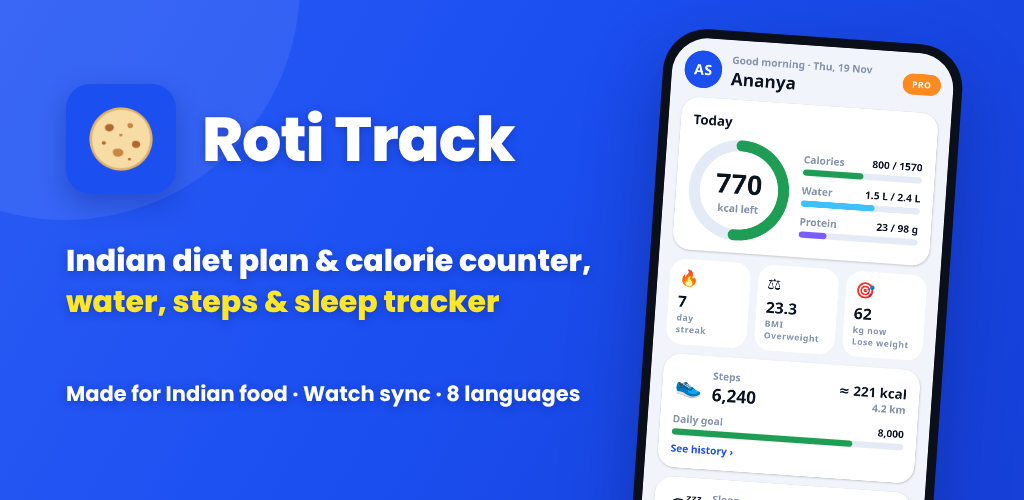 Roti Track
Indian diet plan & calorie counter,
water, steps & sleep tracker
Made for Indian food · Watch sync · 8 languages
AS
Good morning · Thu, 19 Nov
Ananya
PRO
Today
770
kcal left
Calories 800 / 1570
Water 1.5 L / 2.4 L
Protein 23 / 98 g
7
day
streak
23.3
BMI
Overweight
62
kg now
Lose weight
Steps
6,240
≈ 221 kcal
4.2 km
Daily goal 8,000
See history ›
zzz
Sleep